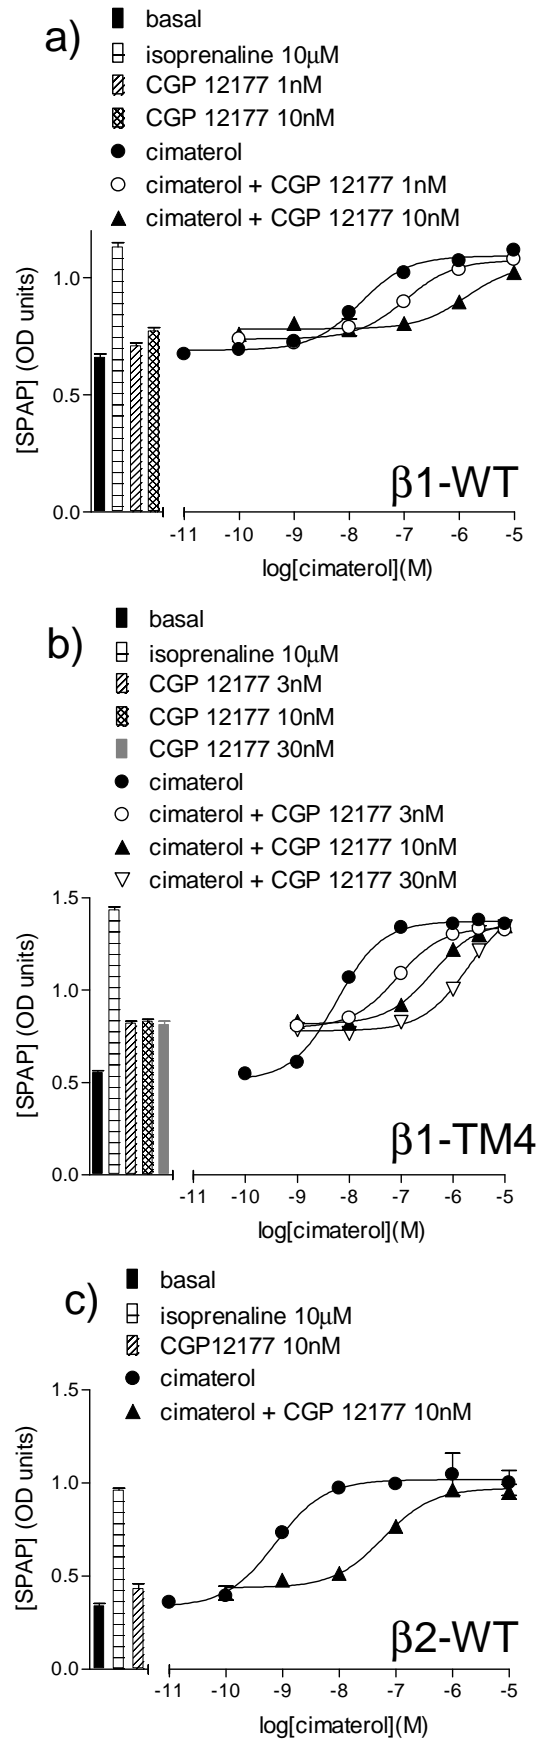 a)
basal
isoprenaline 10μM
CGP 12177 1nM
CGP 12177 10nM
cimaterol
cimaterol + CGP 12177 1nM
cimaterol + CGP 12177 10nM
[SPAP] (OD units)
1.0
0.5
0.0
β1-WT
-11 -10 -9 -8 -7 -6 -5
log[cimaterol](M)
b)
basal
isoprenaline 10μM
CGP 12177 3nM
CGP 12177 10nM
CGP 12177 30nM
cimaterol
cimaterol + CGP 12177 3nM
cimaterol + CGP 12177 10nM
cimaterol + CGP 12177 30nM
[SPAP] (OD units)
1.5
1.0
0.5
0.0
β1-TM4
-11 -10 -9 -8 -7 -6 -5
log[cimaterol](M)
c)
basal
isoprenaline 10μM
CGP12177 10nM
cimaterol
cimaterol + CGP 12177 10nM
[SPAP] (OD units)
1.5
1.0
0.5
0.0
β2-WT
-11 -10 -9 -8 -7 -6 -5
log[cimaterol](M)